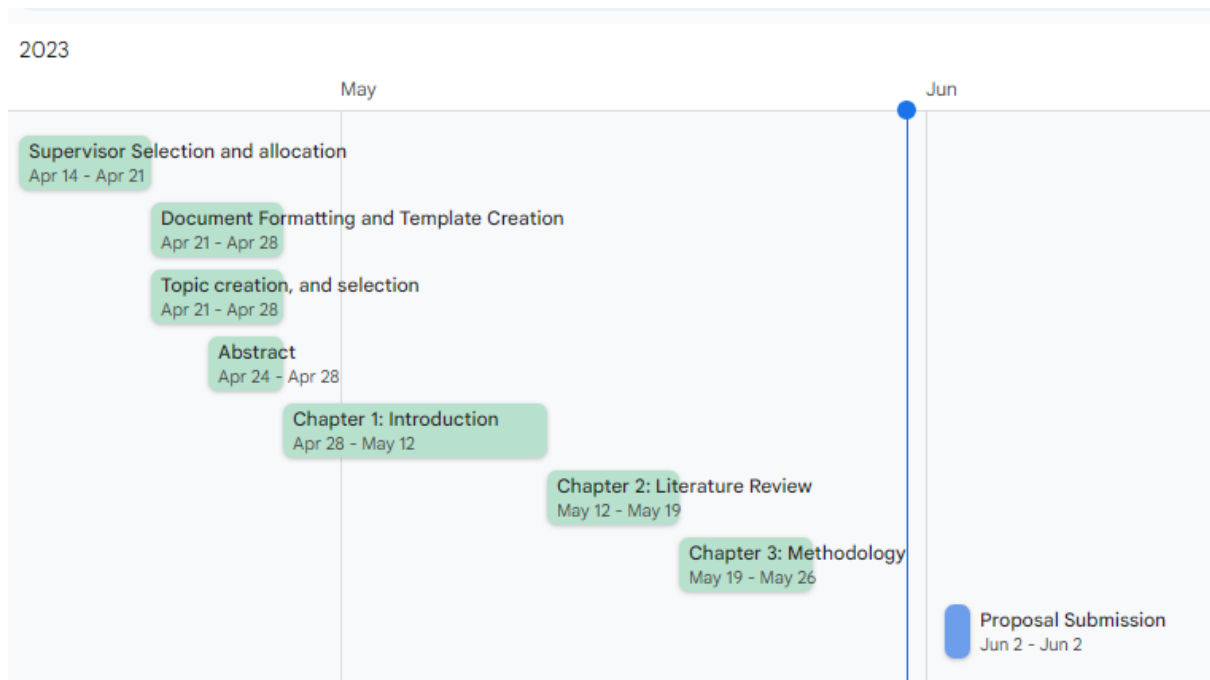 2023
May
Jun
Supervisor Selection and allocation
Apr 14 - Apr 21
Document Formatting and Template Creation
Apr 21 - Apr 28
Topic creation, and selection
Apr 21 - Apr 28
Abstract
Apr 24 - Apr 28
Chapter 1: Introduction
Apr 28 - May 12
Chapter 2: Literature Review
May 12 - May 19
Chapter 3: Methodology
May 19 - May 26
Proposal Submission
Jun 2 - Jun 2